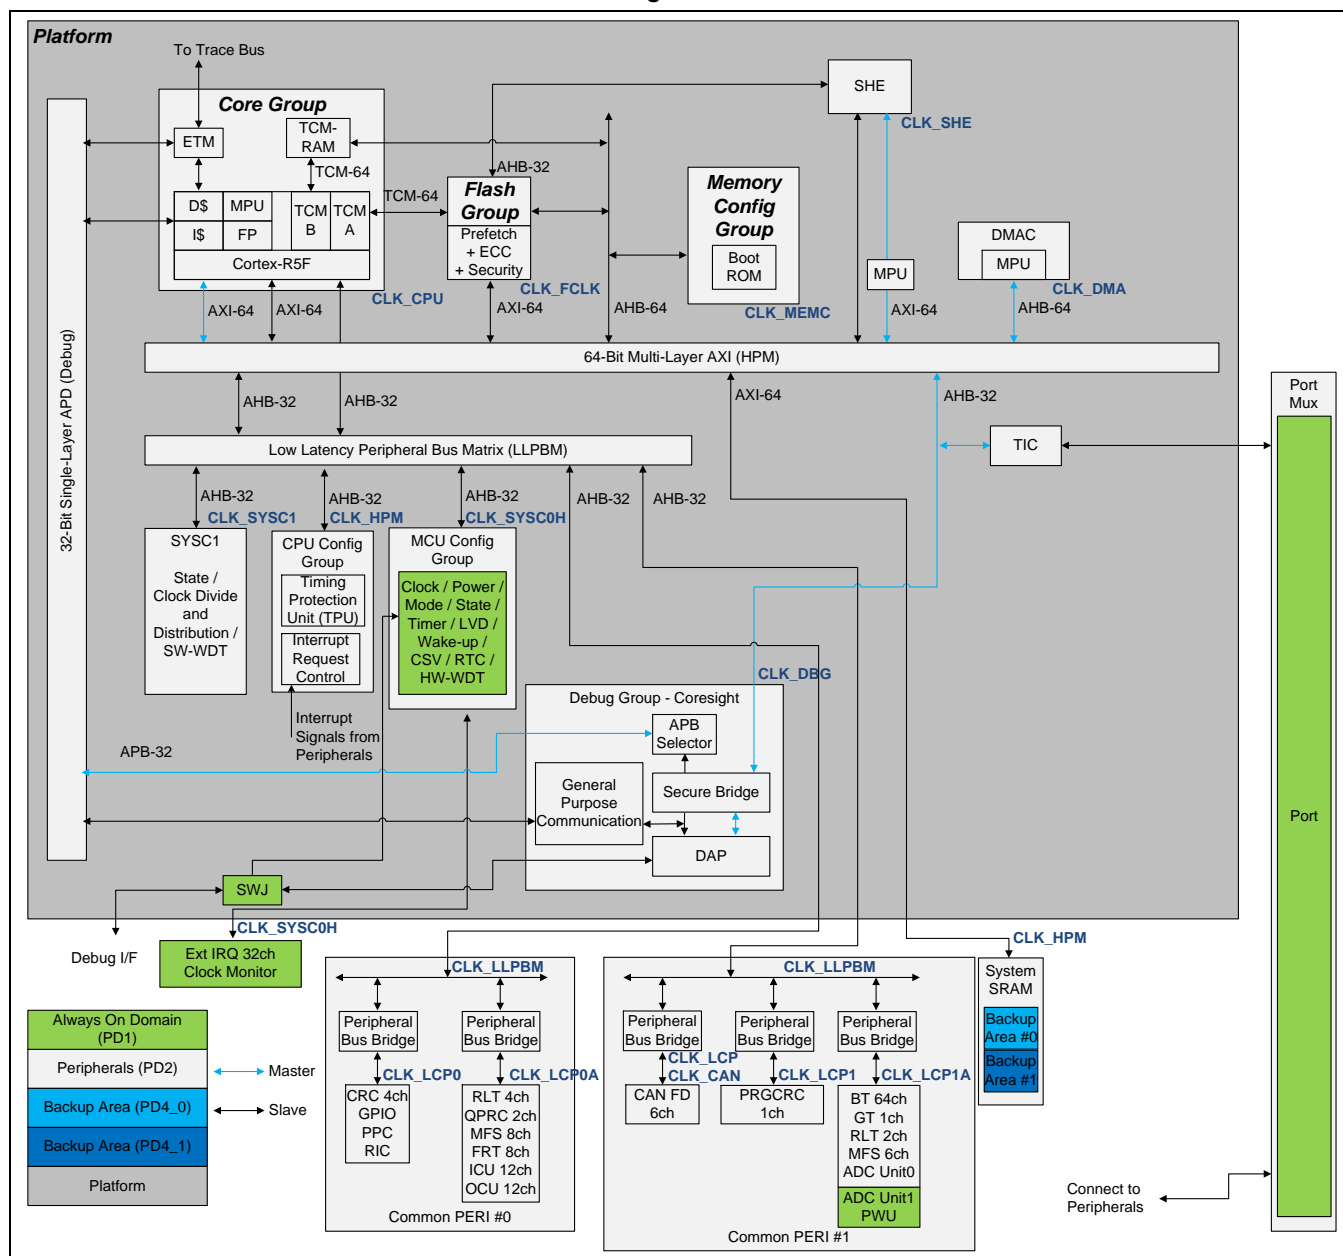 Platform
To Trace Bus
Core Group
ETM
TCM-
RAM
TCM-64
D$
MPU
I$
FP
TCM
B
TCM
A
Cortex-R5F
CLK_CPU
TCM-64
AHB-32
Flash
Group
Prefetch
+ ECC
+ Security
CLK_FCLK
Memory
Config
Group
Boot
ROM
CLK_MEMC
SHE
CLK_SHE
MPU
DMAC
MPU
CLK_DMA
AXI-64
AXI-64
AXI-64
AHB-64
AXI-64
AHB-64
64-Bit Multi-Layer AXI (HPM)
32-Bit Single-Layer APD (Debug)
AHB-32
AHB-32
AXI-64
AHB-32
Port
Mux
Port
TIC
Low Latency Peripheral Bus Matrix (LLPBM)
AHB-32
AHB-32
AHB-32
AHB-32
AHB-32
CLK_SYSC1
CLK_HPM
CLK_SYSC0H
SYSC1
State /
Clock Divide
and
Distribution /
SW-WDT
CPU Config
Group
Timing
Protection
Unit (TPU)
Interrupt
Request
Control
MCU Config
Group
Clock / Power /
Mode / State /
Timer / LVD /
Wake-up /
CSV / RTC /
HW-WDT
Interrupt
Signals from
Peripherals
CLK_DBG
Debug Group - Coresight
APB
Selector
Secure Bridge
General
Purpose
Communication
DAP
APB-32
SWJ
Debug I/F
CLK_SYSC0H
Ext IRQ 32ch
Clock Monitor
CLK_LLPBM
Peripheral
Bus Bridge
Peripheral
Bus Bridge
CLK_LCP0
CLK_LCP0A
CRC 4ch
GPIO
PPC
RIC
RLT 4ch
QPRC 2ch
MFS 8ch
FRT 8ch
ICU 12ch
OCU 12ch
Common PERI #0
CLK_LLPBM
Peripheral
Bus Bridge
Peripheral
Bus Bridge
Peripheral
Bus Bridge
CLK_LCP
CLK_CAN
CLK_LCP1
CLK_LCP1A
CAN FD
6ch
PRGCRC
1ch
BT 64ch
GT 1ch
RLT 2ch
MFS 6ch
ADC Unit0
ADC Unit1
PWU
Common PERI #1
CLK_HPM
System
SRAM
Backup
Area #0
Backup
Area #1
Connect to
Peripherals
Always On Domain
(PD1)
Peripherals (PD2)
Backup Area (PD4_0)
Backup Area (PD4_1)
Platform
Master
Slave